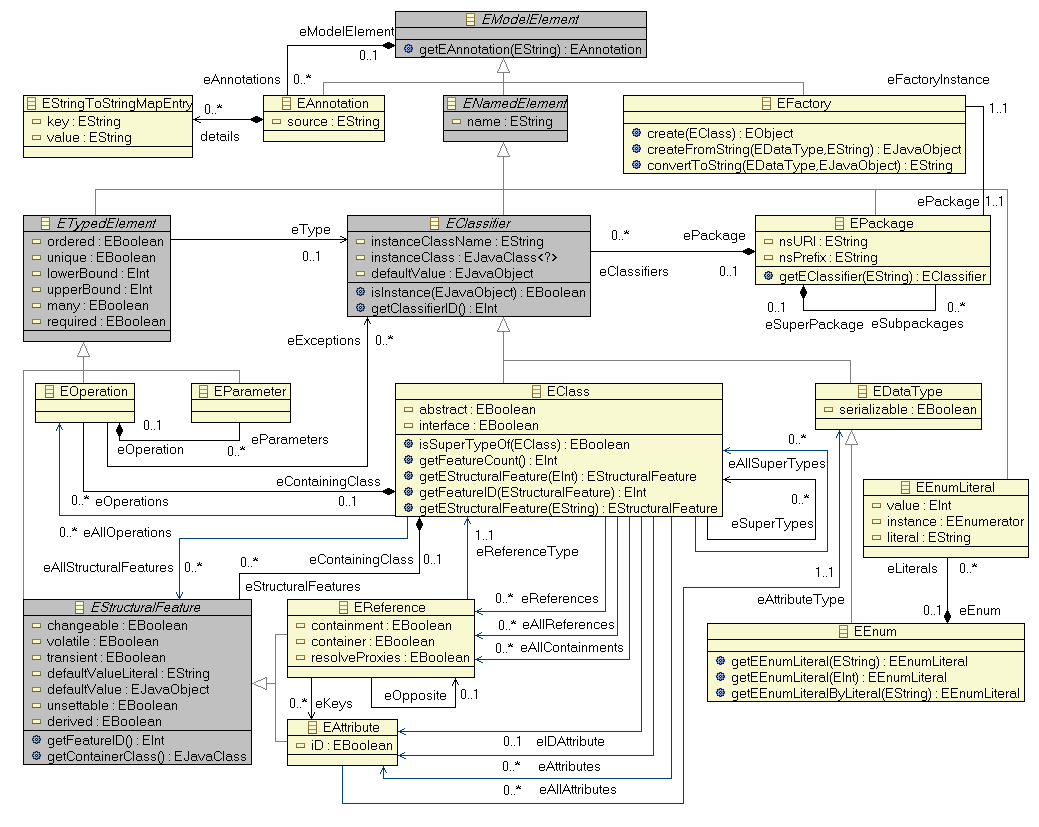 EModelElement
getEAnnotation(EString) : EAnnotation
eModelElement
0..1
eAnnotations
0..*
eFactoryInstance
1..1
EStringToStringMapEntry
key : EString
value : EString
0..*
details
EAnnotation
source : EString
ENamedElement
name : EString
EFactory
create(EClass) : EObject
createFromString(EDataType,EString) : EJavaObject
convertToString(EDataType,EJavaObject) : EString
ePackage
1..1
ETypedElement
ordered : EBoolean
unique : EBoolean
lowerBound : EInt
upperBound : EInt
many : EBoolean
required : EBoolean
eType
0..1
EClassifier
instanceClassName : EString
instanceClass : EJavaClass<?>
defaultValue : EJavaObject
isInstance(EJavaObject) : EBoolean
getClassifierID() : EInt
0..*
ePackage
eClassifiers
0..1
EPackage
nsURI : EString
nsPrefix : EString
getEClassifier(EString) : EClassifier
0..1
0..*
eSuperPackage
eSubpackages
eExceptions
0..*
EOperation
EParameter
0..1
eOperation
eParameters
0..*
EClass
abstract : EBoolean
interface : EBoolean
isSuperTypeOf(EClass) : EBoolean
getFeatureCount() : EInt
getEStructuralFeature(EInt) : EStructuralFeature
getFeatureID(EStructuralFeature) : EInt
getEStructuralFeature(EString) : EStructuralFeature
EDataType
serializable : EBoolean
0..*
eAllSuperTypes
0..*
eSuperTypes
eContainingClass
0..1
0..*
eOperations
0..*
eAllOperations
EEnumLiteral
value : EInt
instance : EEnumerator
literal : EString
eLiterals
0..*
0..1
eEnum
eAllStructuralFeatures
0..*
0..*
eContainingClass
0..1
eStructuralFeatures
1..1
eReferenceType
1..1
eAttributeType
EStructuralFeature
changeable : EBoolean
volatile : EBoolean
transient : EBoolean
defaultValueLiteral : EString
defaultValue : EJavaObject
unsettable : EBoolean
derived : EBoolean
getFeatureID() : EInt
getContainerClass() : EJavaClass
EReference
containment : EBoolean
container : EBoolean
resolveProxies : EBoolean
0..*
eReferences
0..*
eAllReferences
0..*
eAllContainments
EEnum
getEEnumLiteral(EString) : EEnumLiteral
getEEnumLiteral(EInt) : EEnumLiteral
getEEnumLiteralByLiteral(EString) : EEnumLiteral
0..*
eKeys
eOpposite
0..1
EAttribute
iD : EBoolean
0..1
eIDAttribute
0..*
eAttributes
0..*
eAllAttributes